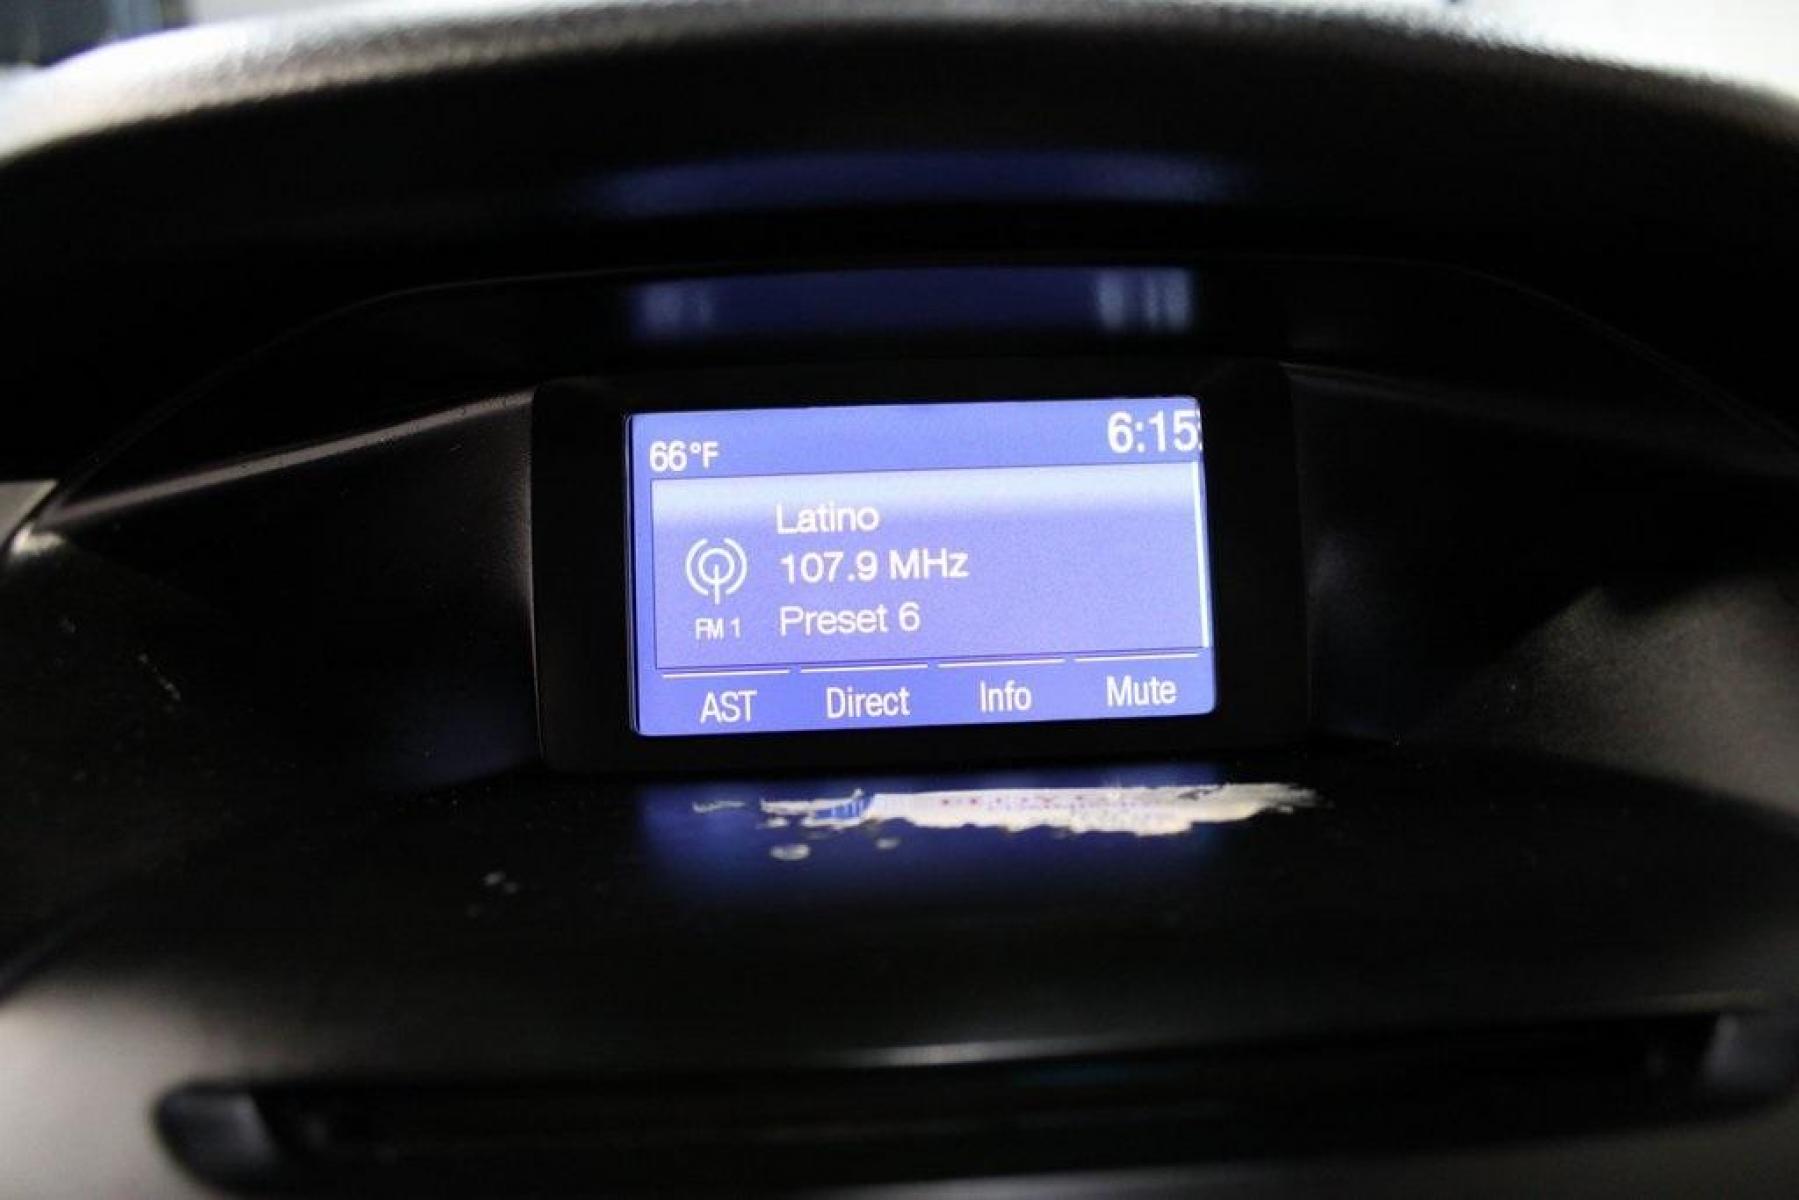 66°F 6:15
Latino
107.9 MHz
FM 1 Preset 6
AST Direct Info Mute